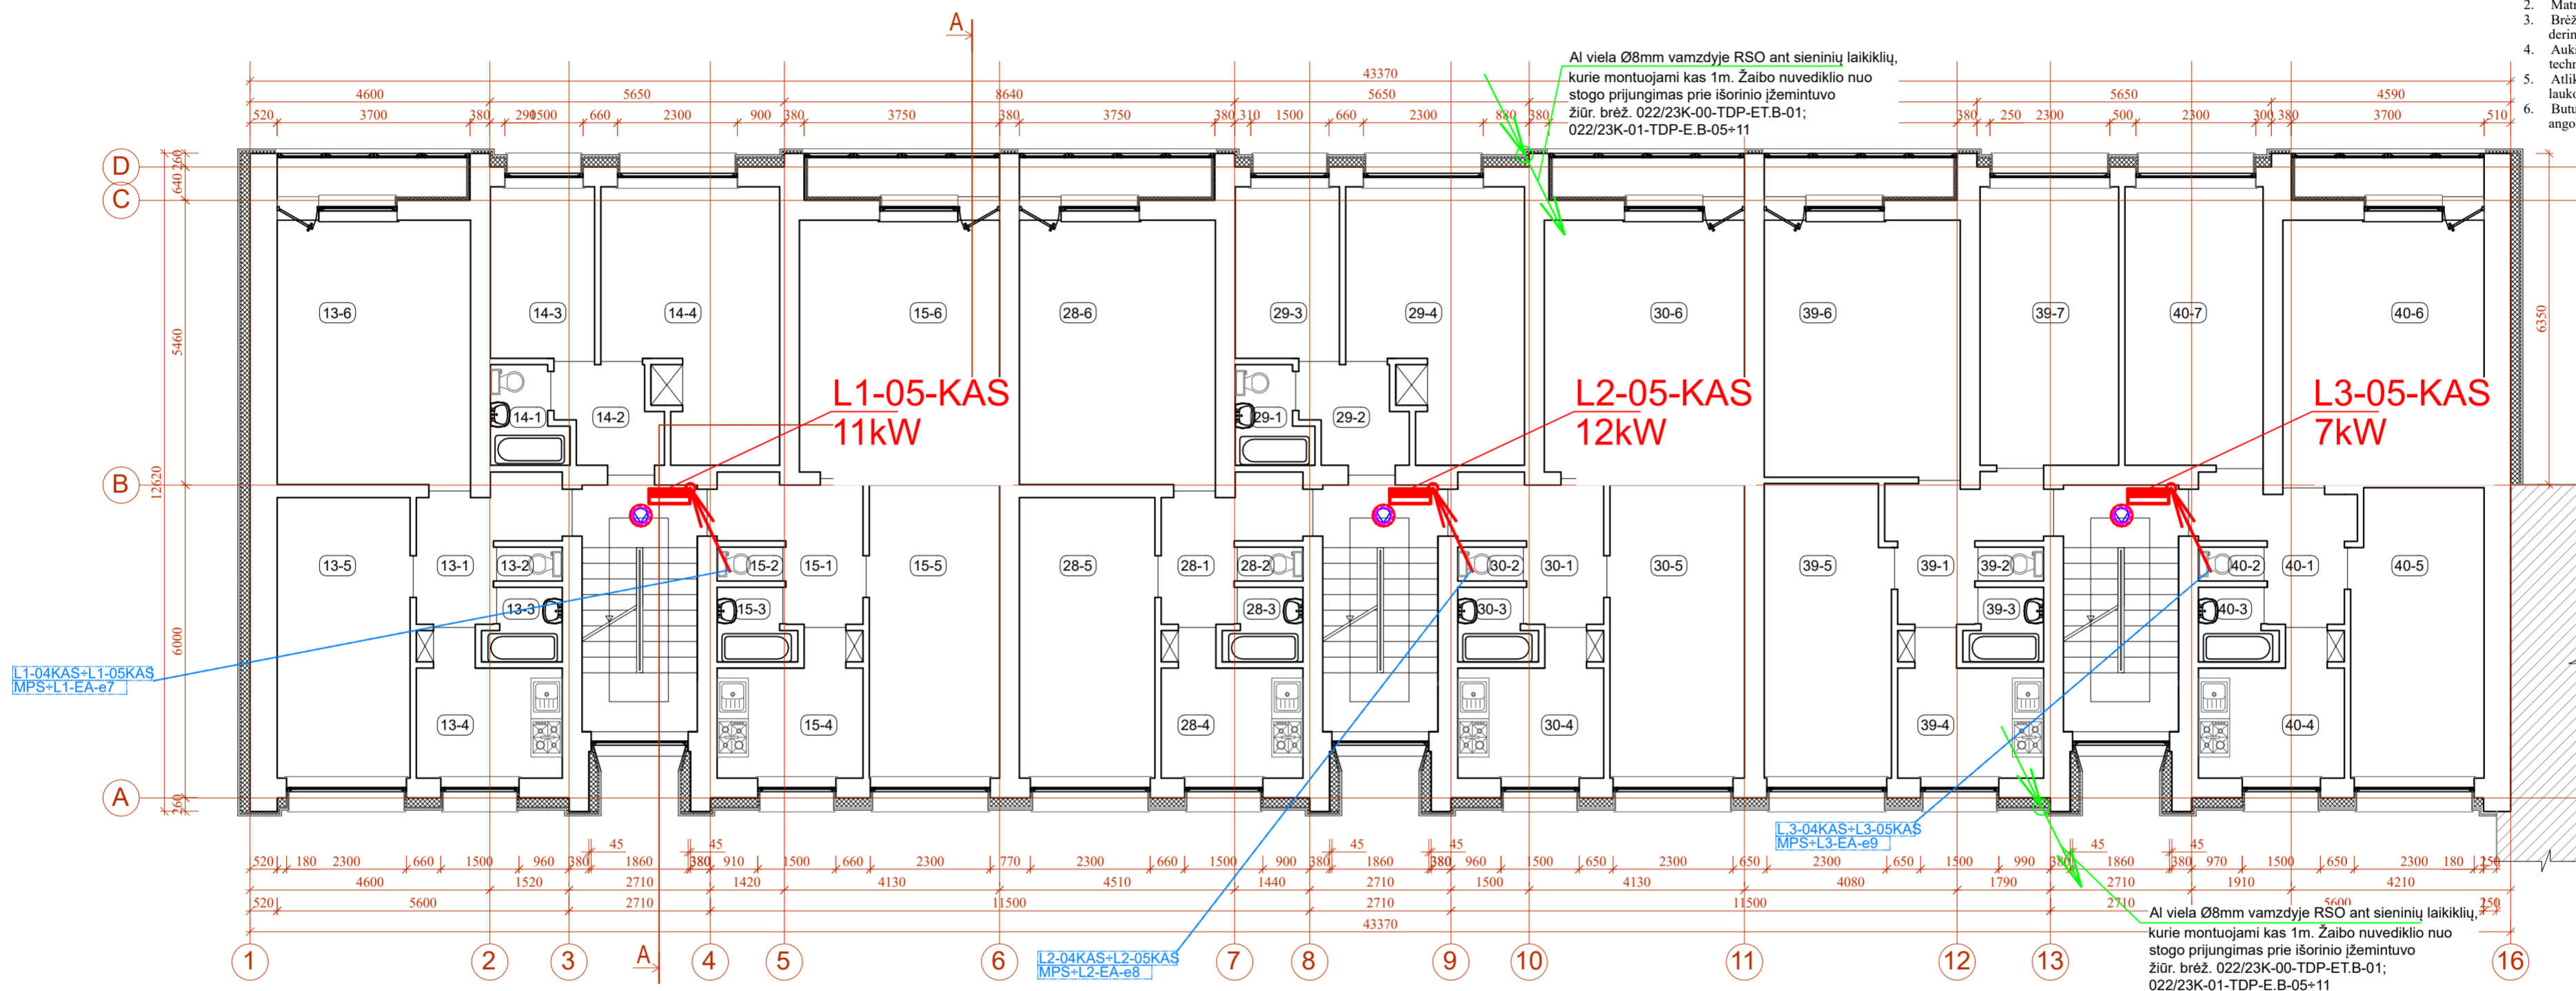 2. Matm
3. Brėž
derin
4. Auks
techn
5. Atlik
lauko
6. Butu
ango
A
Al viela Ø8mm vamzdyje RSO ant sieninių laikiklių,
kurie montuojami kas 1m. Žaibo nuvediklio nuo
stogo prijungimas prie išorinio įžemintuvo
žiūr. brėž. 022/23K-00-TDP-ET.B-01;
022/23K-01-TDP-E.B-05÷11
43370
4600 5650 8640 5650 5650 4590
520 3700 380 290 1500 660 2300 900 380 3750 380 3750 380 310 1500 660 2300 880 380 380 250 2300 500 2300 300 380 3700 510
D
C
B
A
260
640
5460
12620
6000
260
6350
13-6 14-3 14-4 15-6 28-6 29-3 29-4 30-6 39-6 39-7 40-7 40-6
L1-05-KAS
11kW
L2-05-KAS
12kW
L3-05-KAS
7kW
14-1 14-2 29-1 29-2
13-5 13-1 13-2 15-2 15-1 15-5 28-5 28-1 28-2 30-2 30-1 30-5 39-5 39-1 39-2 40-2 40-1 40-5
13-3 15-3 28-3 30-3 39-3 40-3
L1-04KAS÷L1-05KAS
MPS÷L1-EA-e7
13-4 15-4 28-4 30-4 39-4 40-4
L.3-04KAS÷L3-05KAS
MPS÷L3-EA-e9
45 45 45 45 45 45
520 180 2300 660 1500 960 380 1860 380 910 1500 660 2300 770 2300 660 1500 900 380 1860 380 960 1500 650 2300 650 2300 650 1500 990 380 1860 380 970 1500 650 2300 180 250
4600 1520 2710 1420 4130 4510 1440 2710 1500 4130 4080 1790 2710 1910 4210
520 5600 2710 11500 2710 11500 2710 5600 250
43370
Al viela Ø8mm vamzdyje RSO ant sieninių laikiklių,
kurie montuojami kas 1m. Žaibo nuvediklio nuo
stogo prijungimas prie išorinio įžemintuvo
žiūr. brėž. 022/23K-00-TDP-ET.B-01;
022/23K-01-TDP-E.B-05÷11
L2-04KAS÷L2-05KAS
MPS÷L2-EA-e8
A
1 2 3 4 5 6 7 8 9 10 11 12 13 16